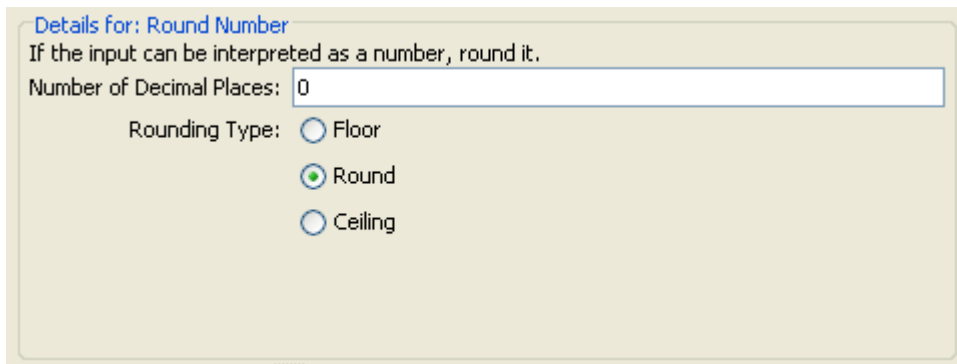 Details for: Round Number
If the input can be interpreted as a number, round it.
Number of Decimal Places: 0
Rounding Type: Floor
Round
Ceiling